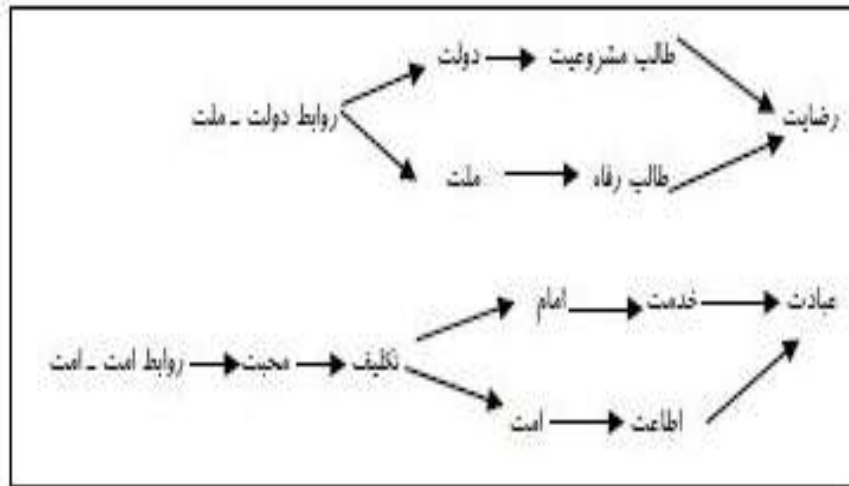 دولت طالب مشروعیت
روابط دولت ـ ملت رضایت
ملت طالب رفاه
امام خدمت عبادت
روابط امت ـ امت محبت تکلیف
امت اطاعت